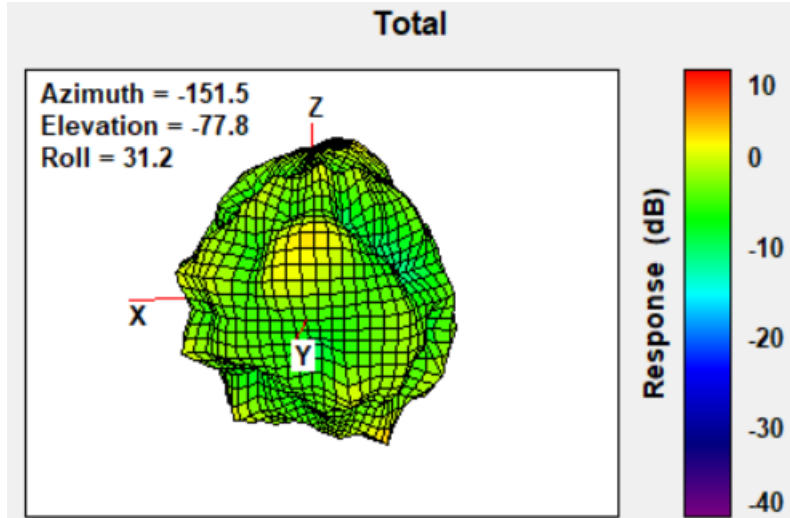 Total
Azimuth = -151.5
Elevation = -77.8
Roll = 31.2
Z
X
Y
Response (dB)
10
0
-10
-20
-30
-40